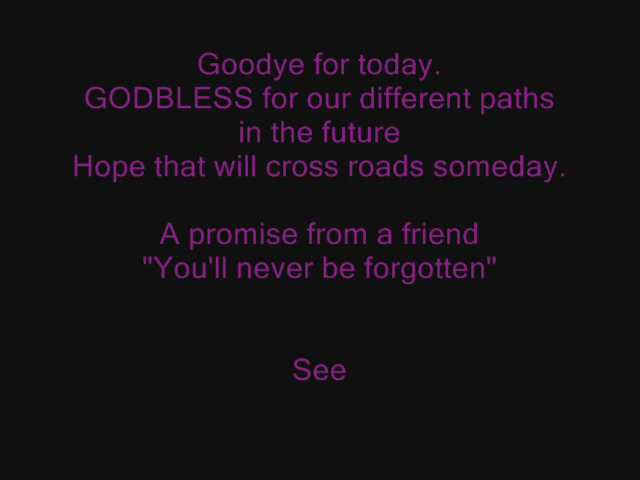 Goodye for today.
GODBLESS for our different paths
in the future
Hope that will cross roads someday.
A promise from a friend
"You'll never be forgotten"
See